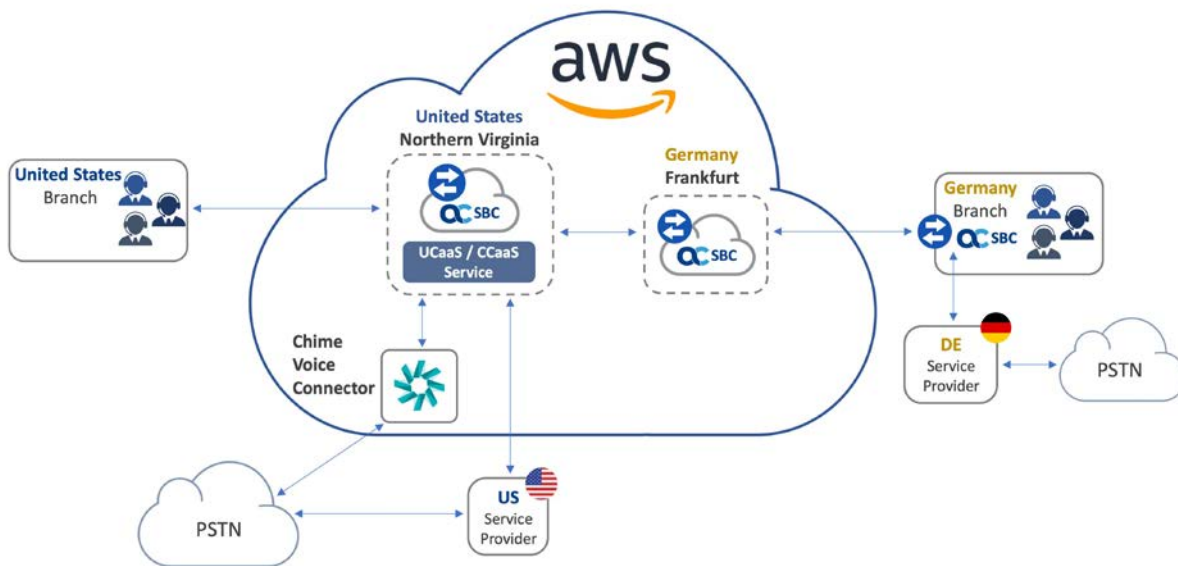 aws
United States
Northern Virginia
Germany
Frankfurt
United States
Branch
SBC
UCaaS / CCaaS
Service
SBC
Germany
Branch
SBC
Chime
Voice
Connector
DE
Service
Provider
PSTN
US
Service
Provider
PSTN